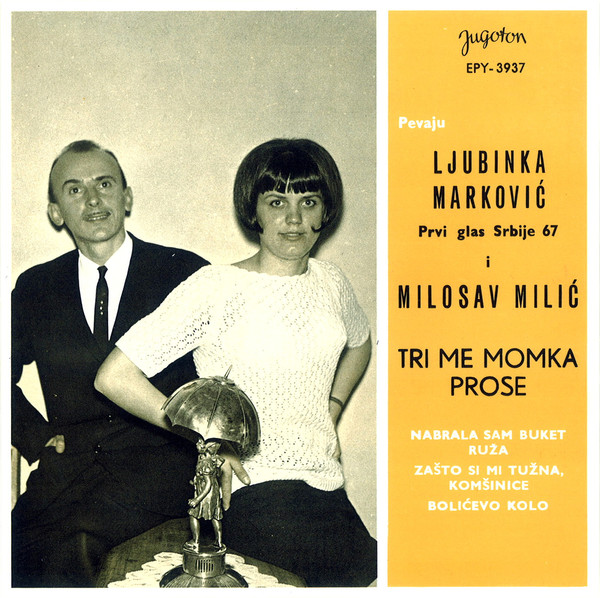 Jugoton
EPY-3937
Pevaju
LJUBINKA
MARKOVIĆ
Prvi glas Srbije 67
i
MILOSAV MILIĆ
TRI ME MOMKA
PROSE
NABRALA SAM BUKET
RUŽA
ZAŠTO SI MI TUŽNA,
KOMŠINICE
BOLIĆEVO KOLO